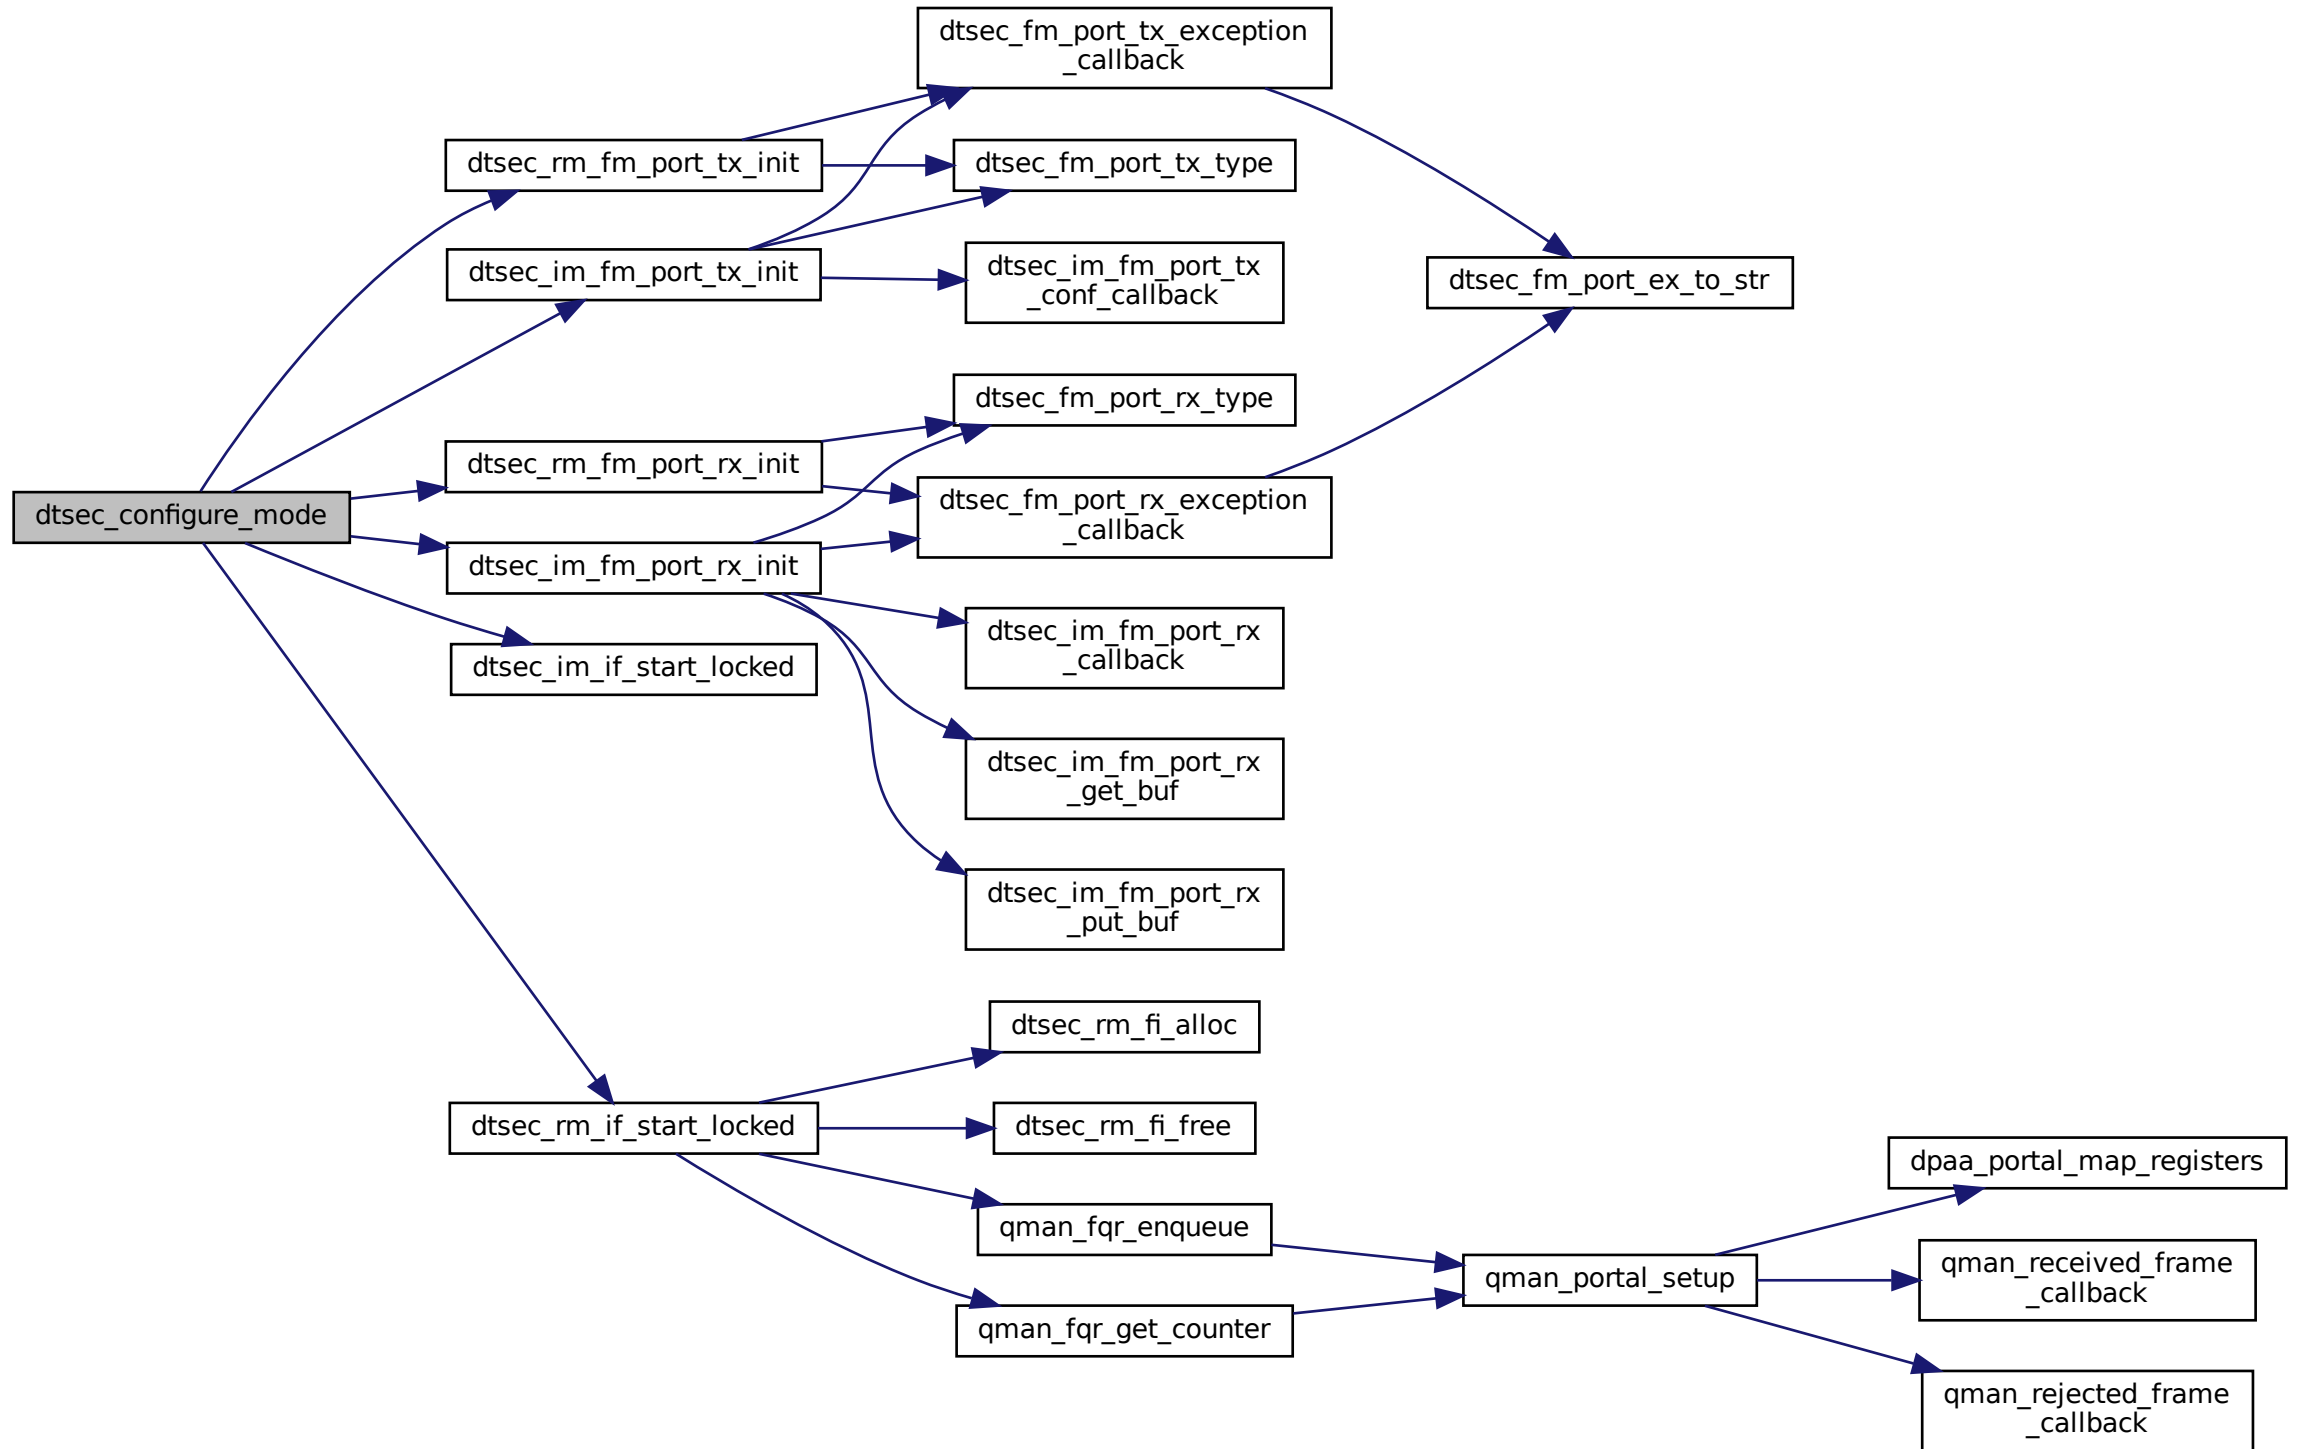 dtsec_fm_port_tx_exception
_callback
dtsec_rm_fm_port_tx_init
dtsec_fm_port_tx_type
dtsec_im_fm_port_tx_init
dtsec_im_fm_port_tx
_conf_callback
dtsec_fm_port_ex_to_str
dtsec_fm_port_rx_type
dtsec_rm_fm_port_rx_init
dtsec_configure_mode
dtsec_fm_port_rx_exception
_callback
dtsec_im_fm_port_rx_init
dtsec_im_fm_port_rx
_callback
dtsec_im_if_start_locked
dtsec_im_fm_port_rx
_get_buf
dtsec_im_fm_port_rx
_put_buf
dtsec_rm_fi_alloc
dtsec_rm_if_start_locked
dtsec_rm_fi_free
dpaa_portal_map_registers
qman_fqr_enqueue
qman_portal_setup
qman_received_frame
_callback
qman_fqr_get_counter
qman_rejected_frame
_callback